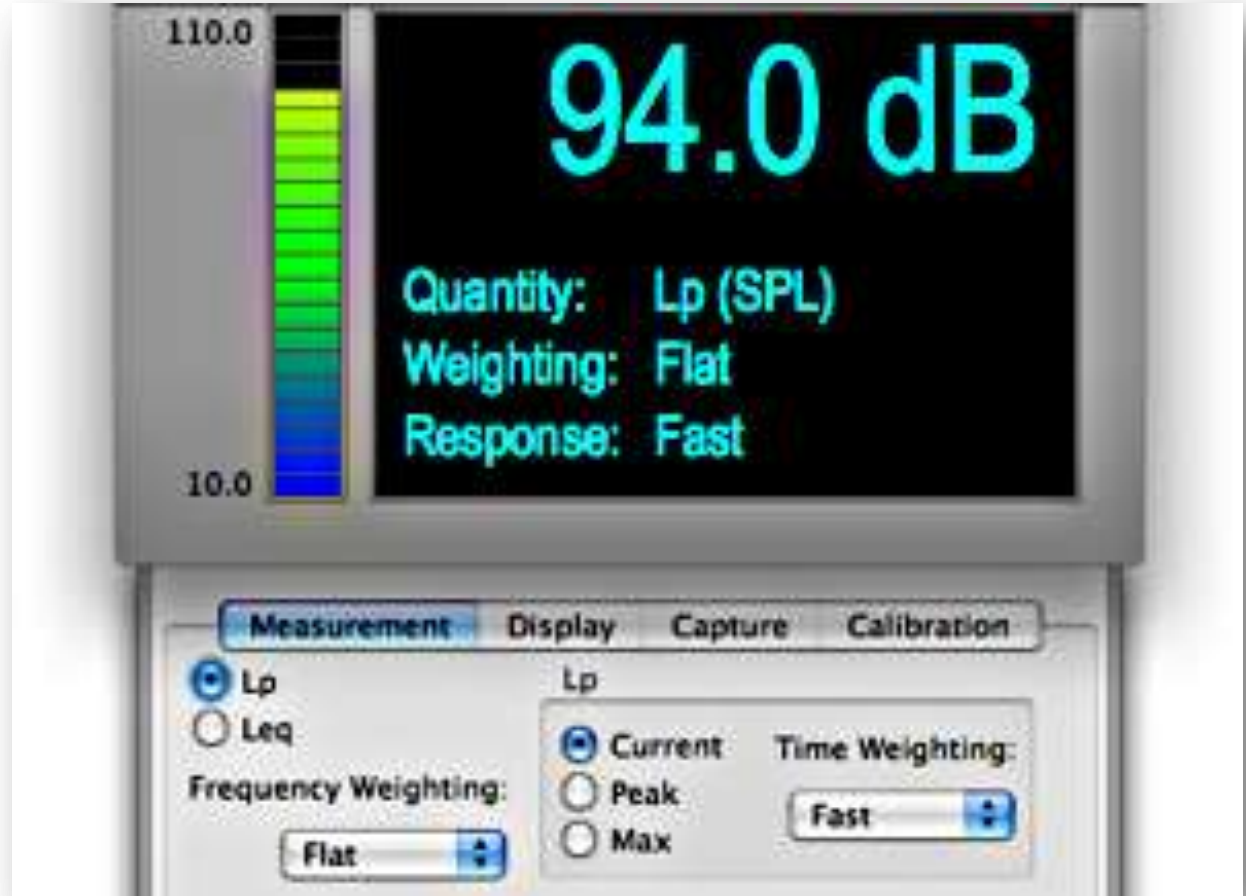 110.0
94.0 dB
Quantity: Lp (SPL)
Weighting: Flat
Response: Fast
10.0
Measurement Display Capture Calibration
Lp
Leq
Frequency Weighting:
Flat
Lp
Current
Peak
Max
Time Weighting:
Fast